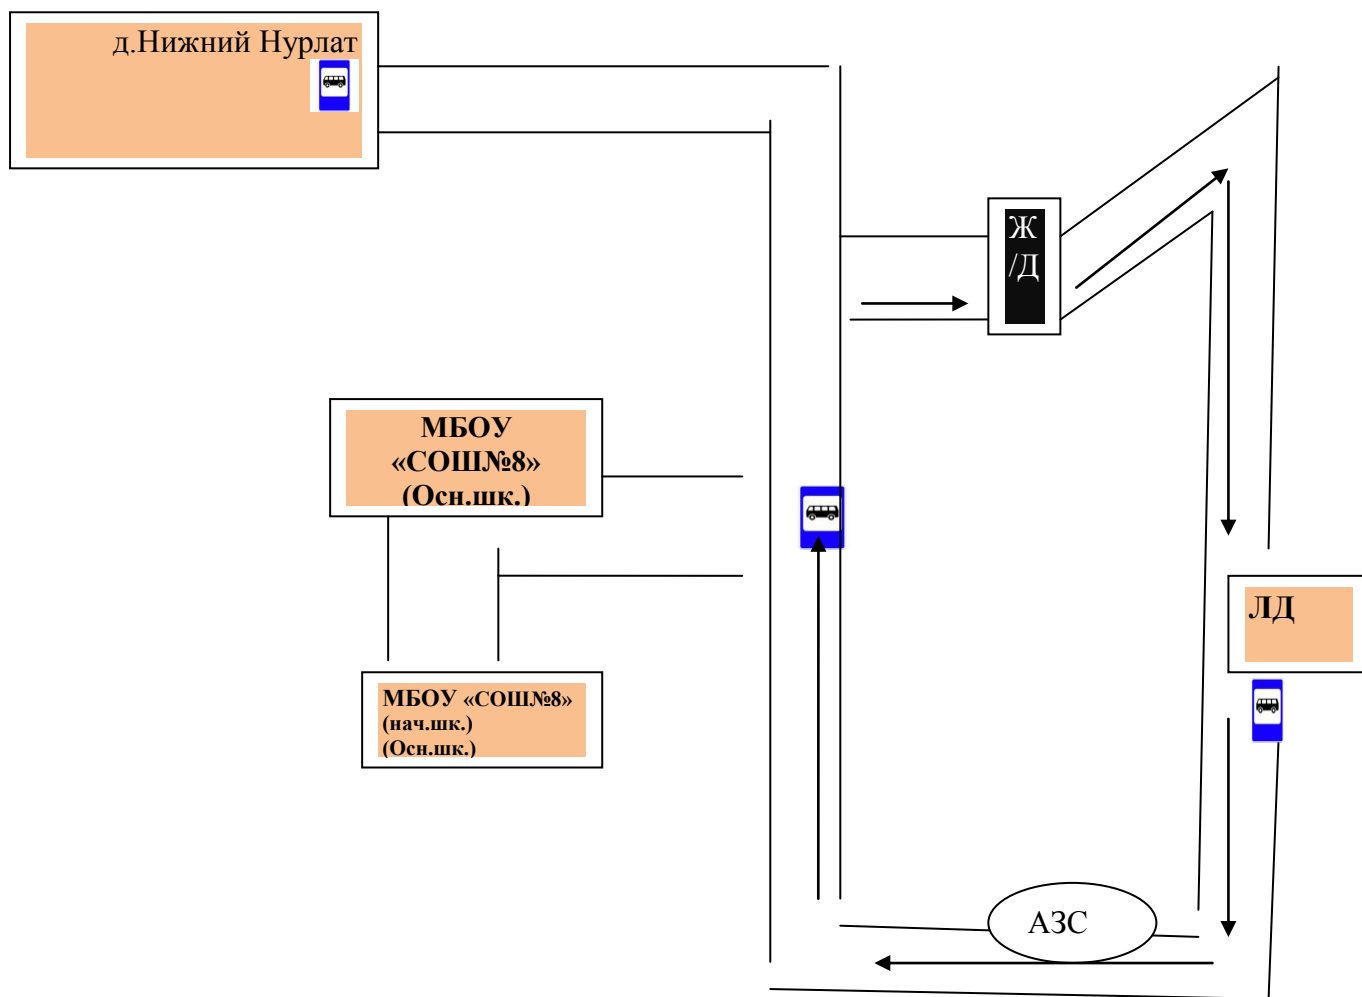 д.Нижний Нурлат
Ж
/Д
МБОУ
«СОШ№8»
(Осн.шк.)
ЛД
МБОУ «СОШ№8»
(нач.шк.)
(Осн.шк.)
АЗС